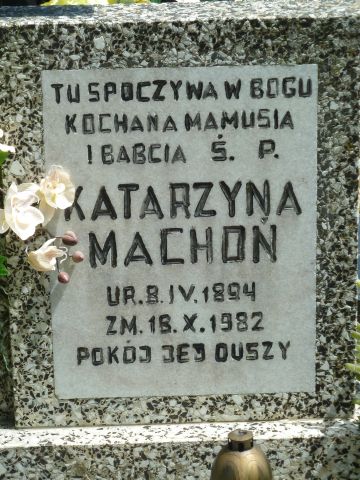 TU SPOCZYWA W BOGU
KOCHANA MAMUSIA
I BABCIA Ś. P.
KATARZYNA
MACHOŃ
UR. 8. IV. 1894
ZM. 18. X. 1982
POKÓJ JEJ DUSZY